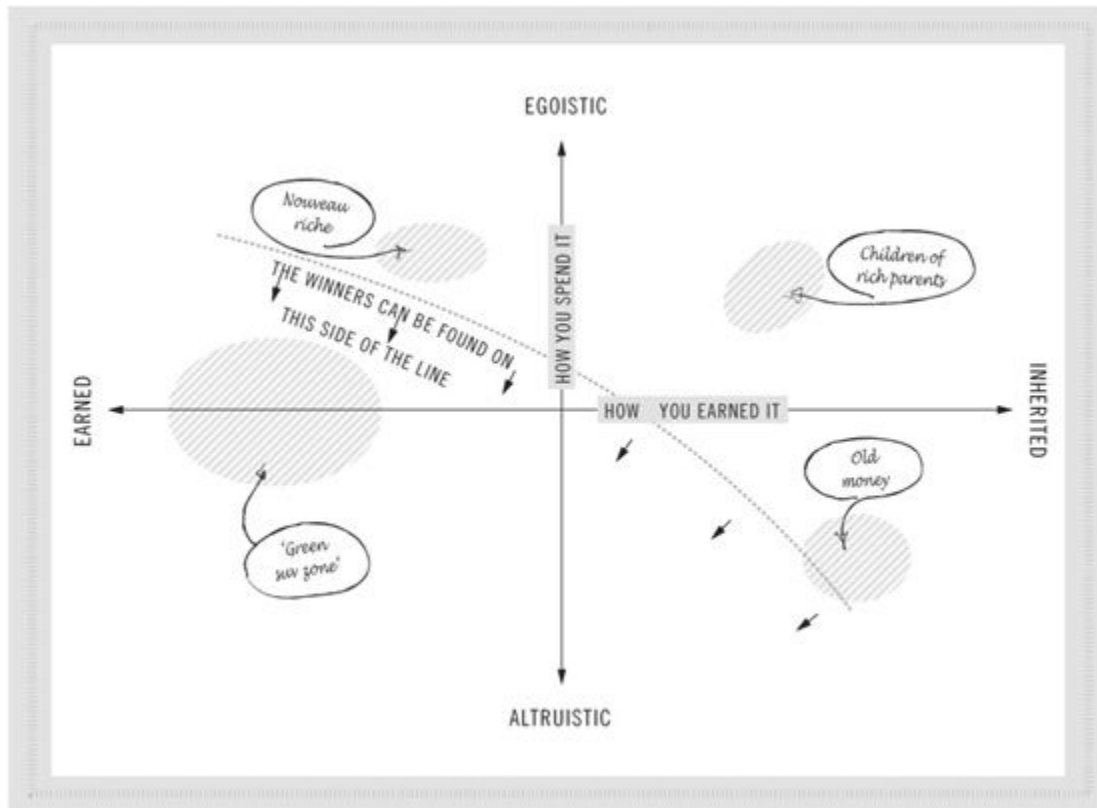 EGOISTIC
Nouveau
riche
HOW YOU SPEND IT
Children of
rich parents
THE WINNERS CAN BE FOUND ON
THIS SIDE OF THE LINE
EARNED
HOW YOU EARNED IT
INHERITED
Old
money
'Green
suv zone'
ALTRUISTIC